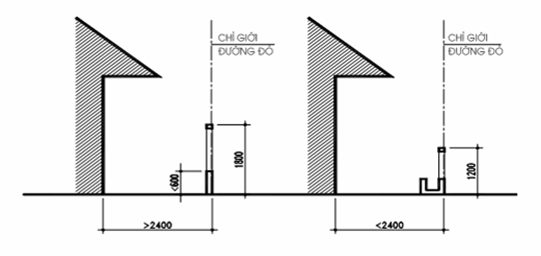 CHỈ GIỚI
ĐƯỜNG ĐỎ
CHỈ GIỚI
ĐƯỜNG ĐỎ
<600
1800
1200
>2400
<2400